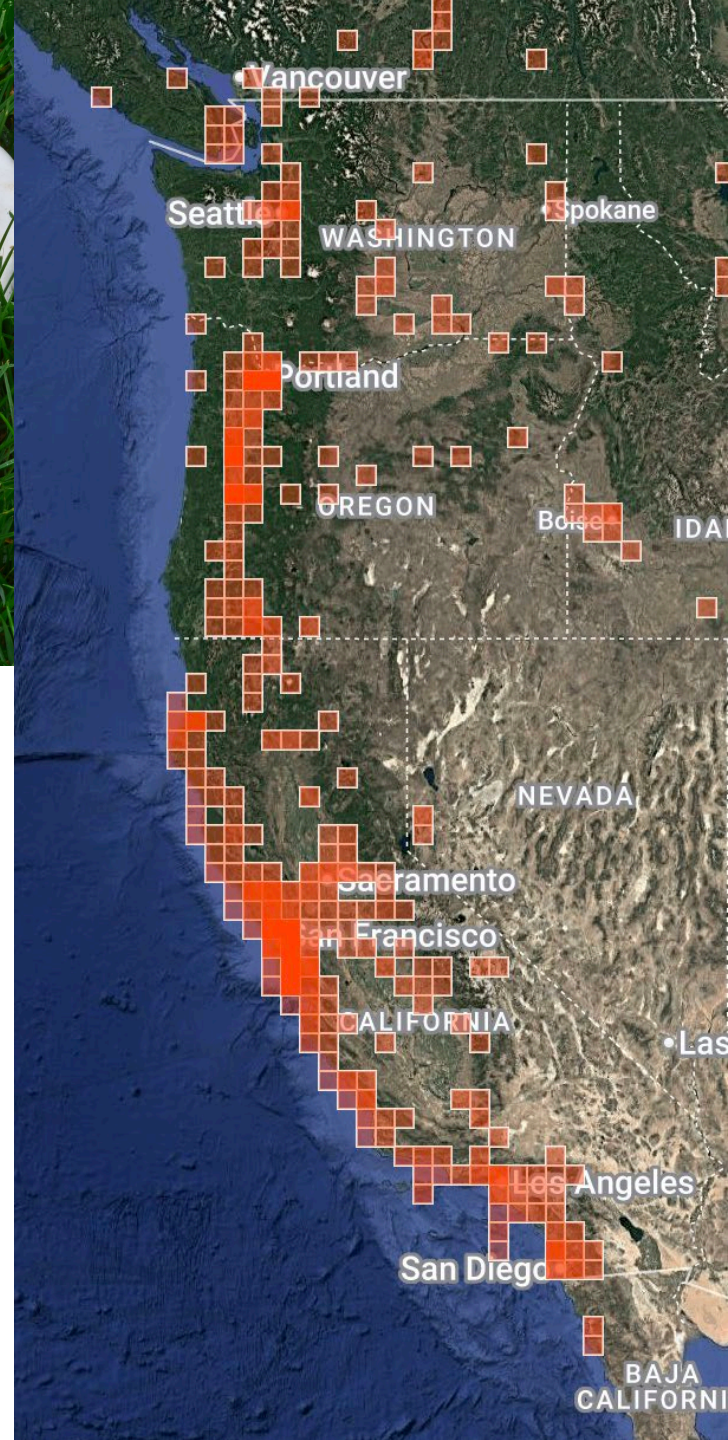 Vancouver
Seattle
Spokane
WASHINGTON
Portland
OREGON
Boise
IDA
NEVADA
Sacramento
San Francisco
CALIFORNIA
Las
Los Angeles
San Diego
BAJA
CALIFORNI